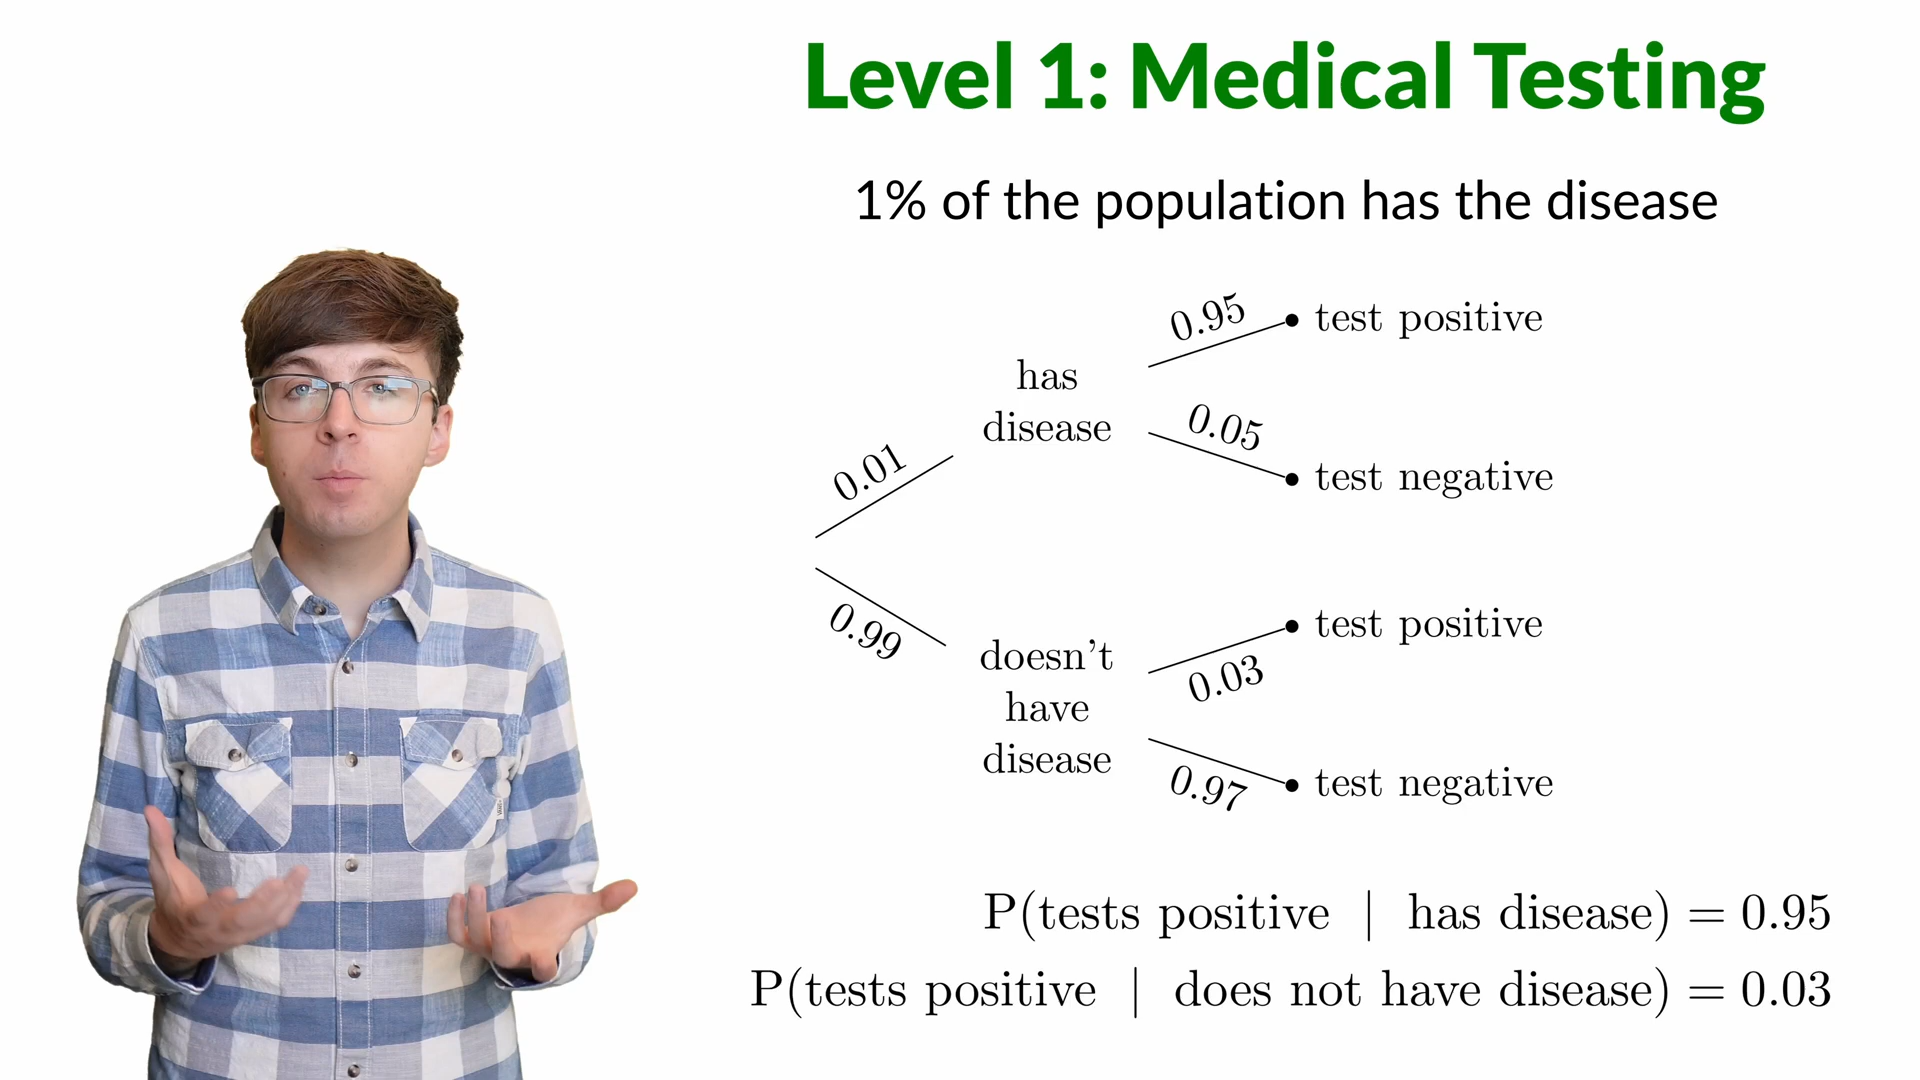 Level 1: Medical Testing
1% of the population has the disease
0.95
test positive
has
disease
0.05
test negative
0.01
0.99
doesn't
have
disease
test positive
0.03
0.97
test negative
P(tests positive | has disease) = 0.95
P(tests positive | does not have disease) = 0.03